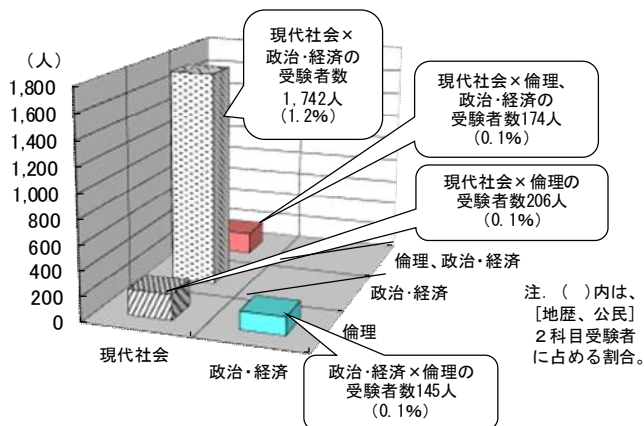 (人)
1,800
1,600
1,400
1,200
1,000
800
600
400
200
0
現代社会×
政治・経済の
受験者数
1,742人
(1.2%)
現代社会×倫理、
政治・経済の
受験者数174人
(0.1%)
現代社会×倫理の
受験者数206人
(0.1%)
倫理、政治・経済
政治・経済
倫理
現代社会
政治・経済
政治・経済×倫理の
受験者数145人
(0.1%)
注. ( )内は、
[地歴、公民]
2科目受験者
に占める割合。